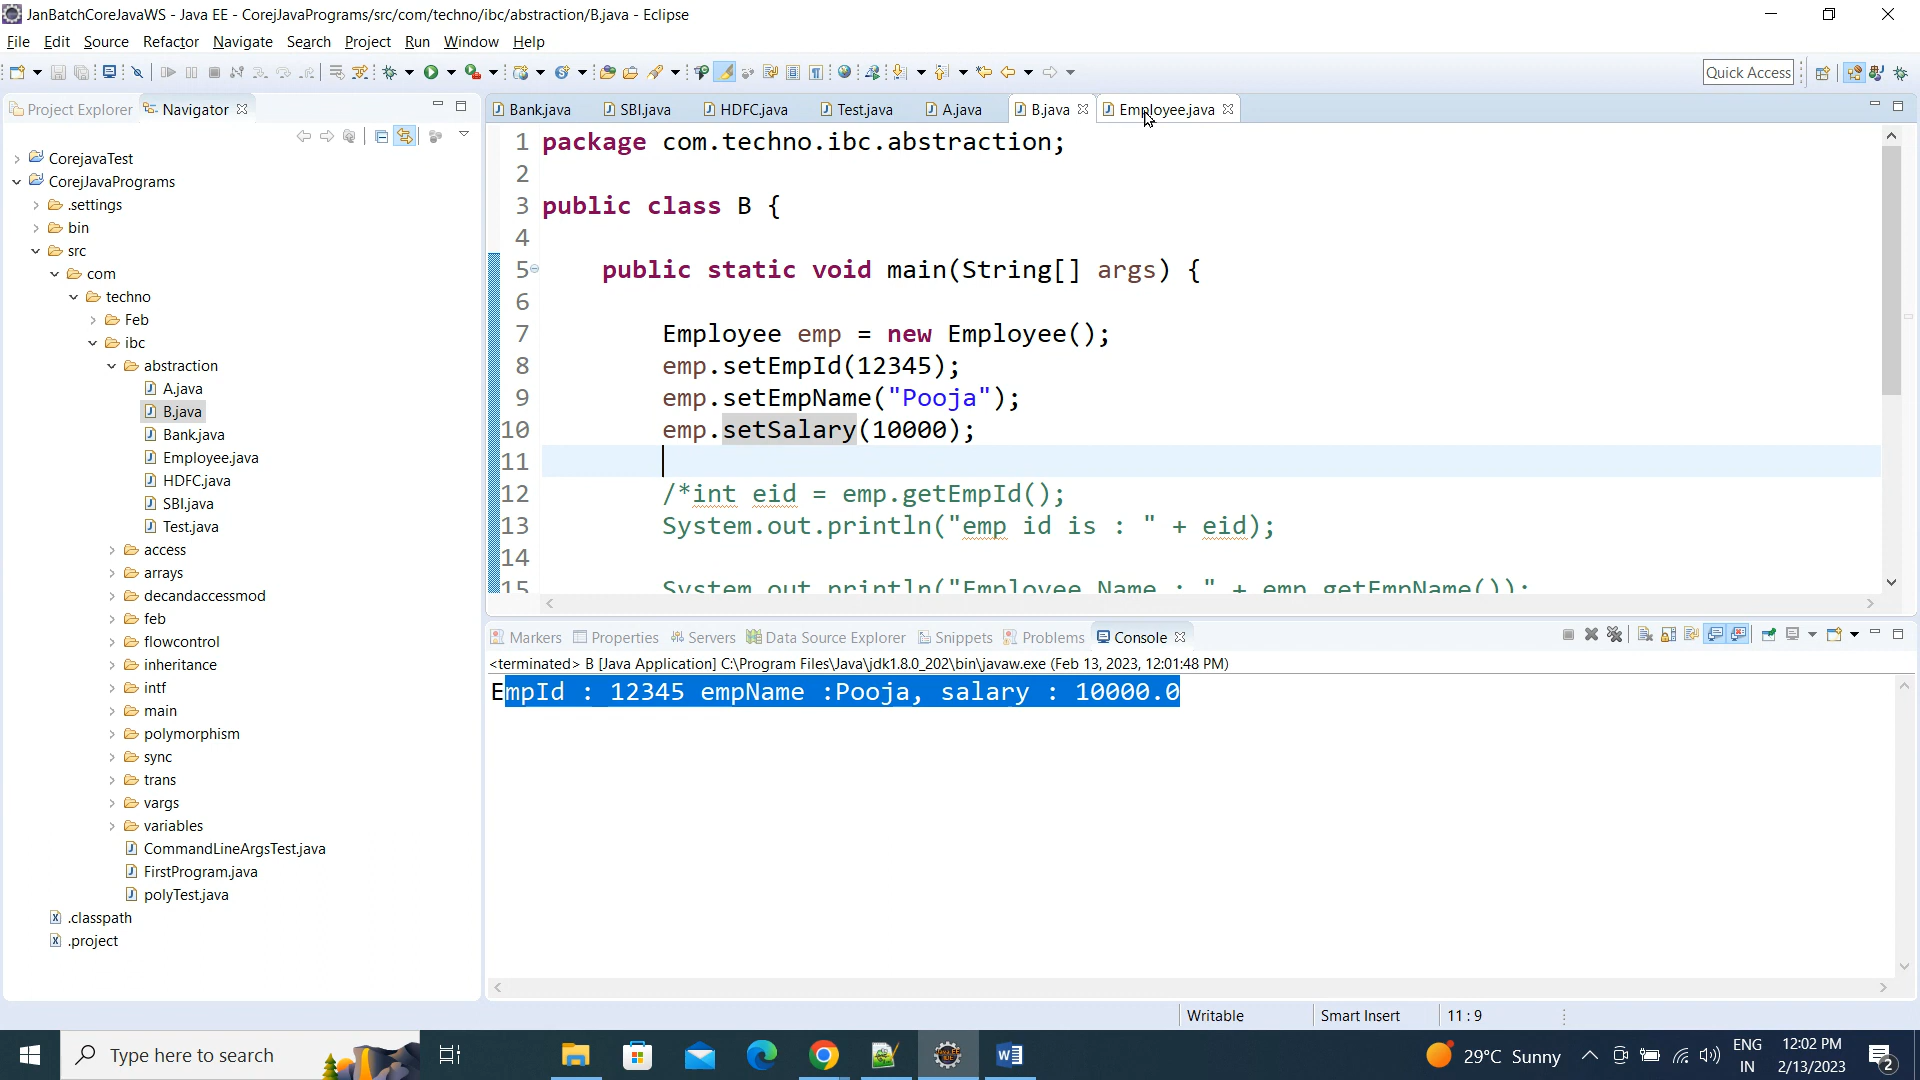 JanBatchCoreJavaWS - Java EE - CorejJavaPrograms/src/com/techno/ibc/abstraction/B.java - Eclipse
File Edit Source Refactor Navigate Search Project Run Window Help
Quick Access
Project Explorer Navigator
CorejavaTest
CorejJavaPrograms
.settings
bin
src
com
techno
Feb
ibc
abstraction
A.java
B.java
Bank.java
Employee.java
HDFC.java
SBI.java
Test.java
access
arrays
decandaccessmod
feb
flowcontrol
inheritance
intf
main
polymorphism
sync
trans
vargs
variables
CommandLineArgsTest.java
FirstProgram.java
polyTest.java
.classpath
.project
Bank.java SBI.java HDFC.java Test.java A.java B.java Employee.java
1 package com.techno.ibc.abstraction;
2
3 public class B {
4
5 public static void main(String[] args) {
6
7 Employee emp = new Employee();
8 emp.setEmpId(12345);
9 emp.setEmpName("Pooja");
10 emp.setSalary(10000);
11
12 /*int eid = emp.getEmpId();
13 System.out.println("emp id is : " + eid);
14
15 System.out.println("Employee Name : " + emp.getEmpName());
Markers Properties Servers Data Source Explorer Snippets Problems Console
<terminated> B [Java Application] C:\Program Files\Java\jdk1.8.0_202\bin\javaw.exe (Feb 13, 2023, 12:01:48 PM)
EmpId : 12345 empName :Pooja, salary : 10000.0
Writable Smart Insert 11 : 9
Type here to search
29°C Sunny
ENG
IN
12:02 PM
2/13/2023
2